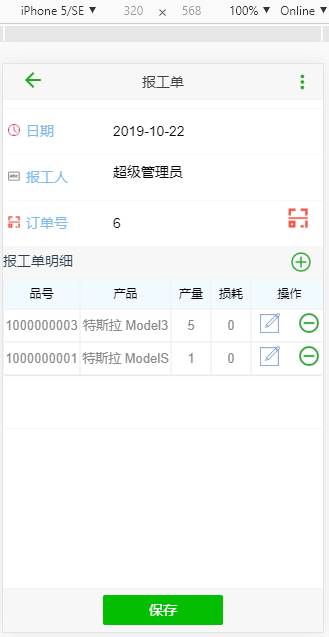 iPhone 5/SE ▼ 320 × 568 100% ▼ Online ▼
报工单
日期 2019-10-22
abc 报工人 超级管理员
订单号 6
报工单明细
品号 产品 产量 损耗 操作
1000000003 特斯拉 Model3 5 0
1000000001 特斯拉 ModelS 1 0
保存